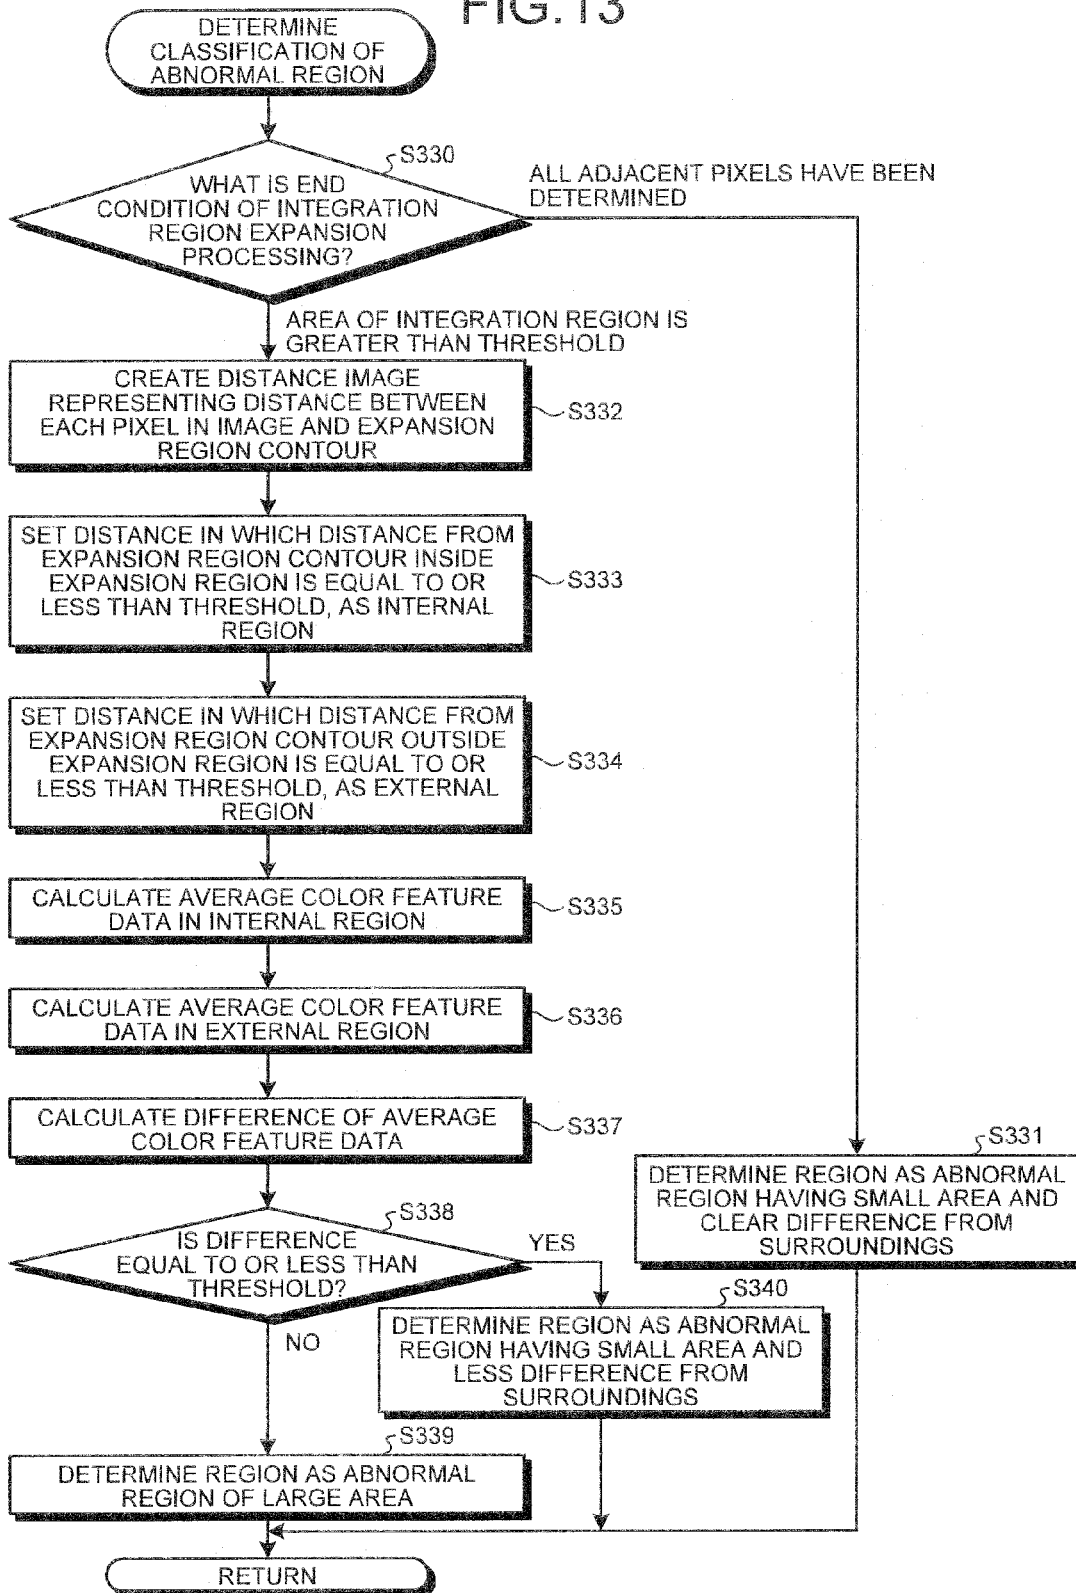 FIG.13
DETERMINE
CLASSIFICATION OF
ABNORMAL REGION
S330
WHAT IS END
CONDITION OF INTEGRATION
REGION EXPANSION
PROCESSING?
ALL ADJACENT PIXELS HAVE BEEN
DETERMINED
AREA OF INTEGRATION REGION IS
GREATER THAN THRESHOLD
CREATE DISTANCE IMAGE
REPRESENTING DISTANCE BETWEEN
EACH PIXEL IN IMAGE AND EXPANSION
REGION CONTOUR
S332
SET DISTANCE IN WHICH DISTANCE FROM
EXPANSION REGION CONTOUR INSIDE
EXPANSION REGION IS EQUAL TO OR
LESS THAN THRESHOLD, AS INTERNAL
REGION
S333
SET DISTANCE IN WHICH DISTANCE FROM
EXPANSION REGION CONTOUR OUTSIDE
EXPANSION REGION IS EQUAL TO OR
LESS THAN THRESHOLD, AS EXTERNAL
REGION
S334
CALCULATE AVERAGE COLOR FEATURE
DATA IN INTERNAL REGION
S335
CALCULATE AVERAGE COLOR FEATURE
DATA IN EXTERNAL REGION
S336
CALCULATE DIFFERENCE OF AVERAGE
COLOR FEATURE DATA
S337
S331
DETERMINE REGION AS ABNORMAL
REGION HAVING SMALL AREA AND
CLEAR DIFFERENCE FROM
SURROUNDINGS
S338
IS DIFFERENCE
EQUAL TO OR LESS THAN
THRESHOLD?
YES
NO
S340
DETERMINE REGION AS ABNORMAL
REGION HAVING SMALL AREA AND
LESS DIFFERENCE FROM
SURROUNDINGS
S339
DETERMINE REGION AS ABNORMAL
REGION OF LARGE AREA
RETURN